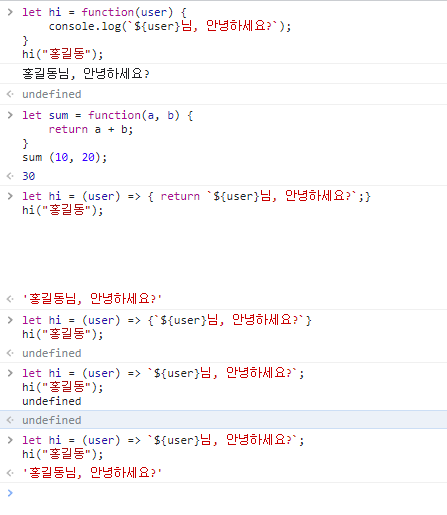 let hi = function(user) {
console.log(`${user}님, 안녕하세요?`);
}
hi("홍길동");
홍길동님, 안녕하세요?
undefined
let sum = function(a, b) {
return a + b;
}
sum (10, 20);
30
let hi = (user) => { return `${user}님, 안녕하세요?`;}
hi("홍길동");
'홍길동님, 안녕하세요?'
let hi = (user) => {`${user}님, 안녕하세요?`}
hi("홍길동");
undefined
let hi = (user) => `${user}님, 안녕하세요?`;
hi("홍길동");
undefined
undefined
let hi = (user) => `${user}님, 안녕하세요?`;
hi("홍길동");
'홍길동님, 안녕하세요?'